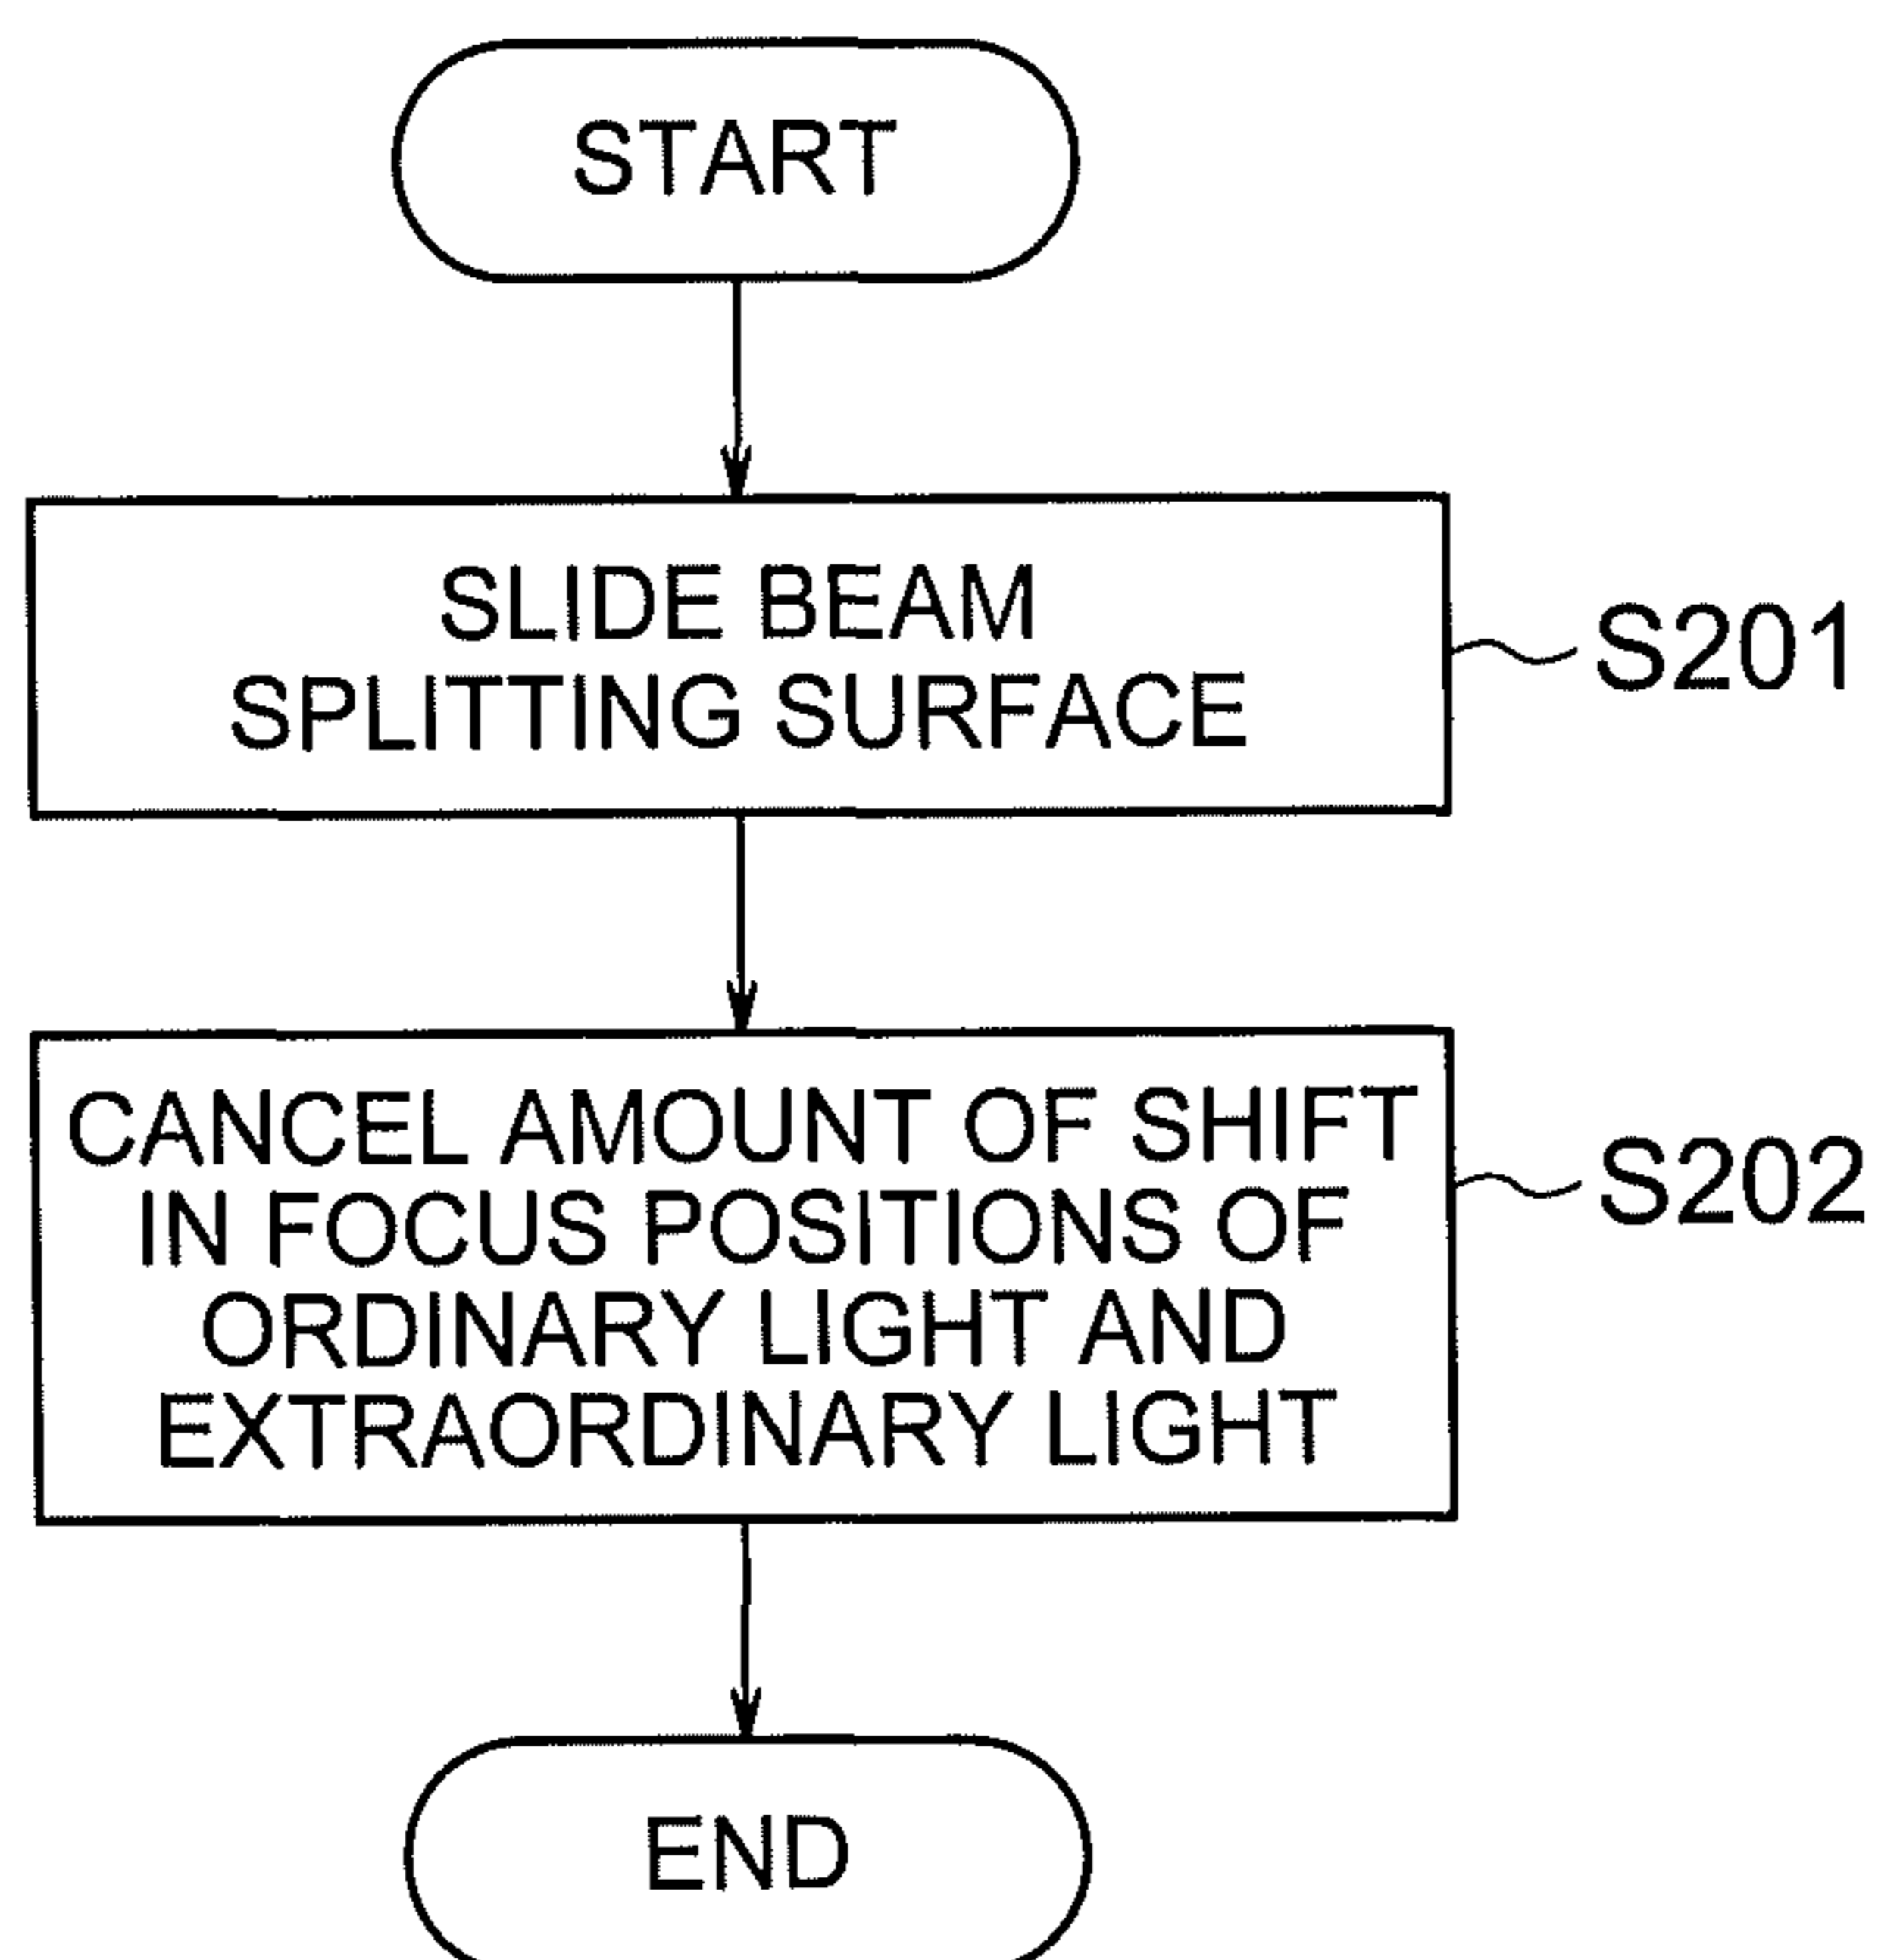 START
SLIDE BEAM
SPLITTING SURFACE
S201
CANCEL AMOUNT OF SHIFT
IN FOCUS POSITIONS OF
ORDINARY LIGHT AND
EXTRAORDINARY LIGHT
S202
END